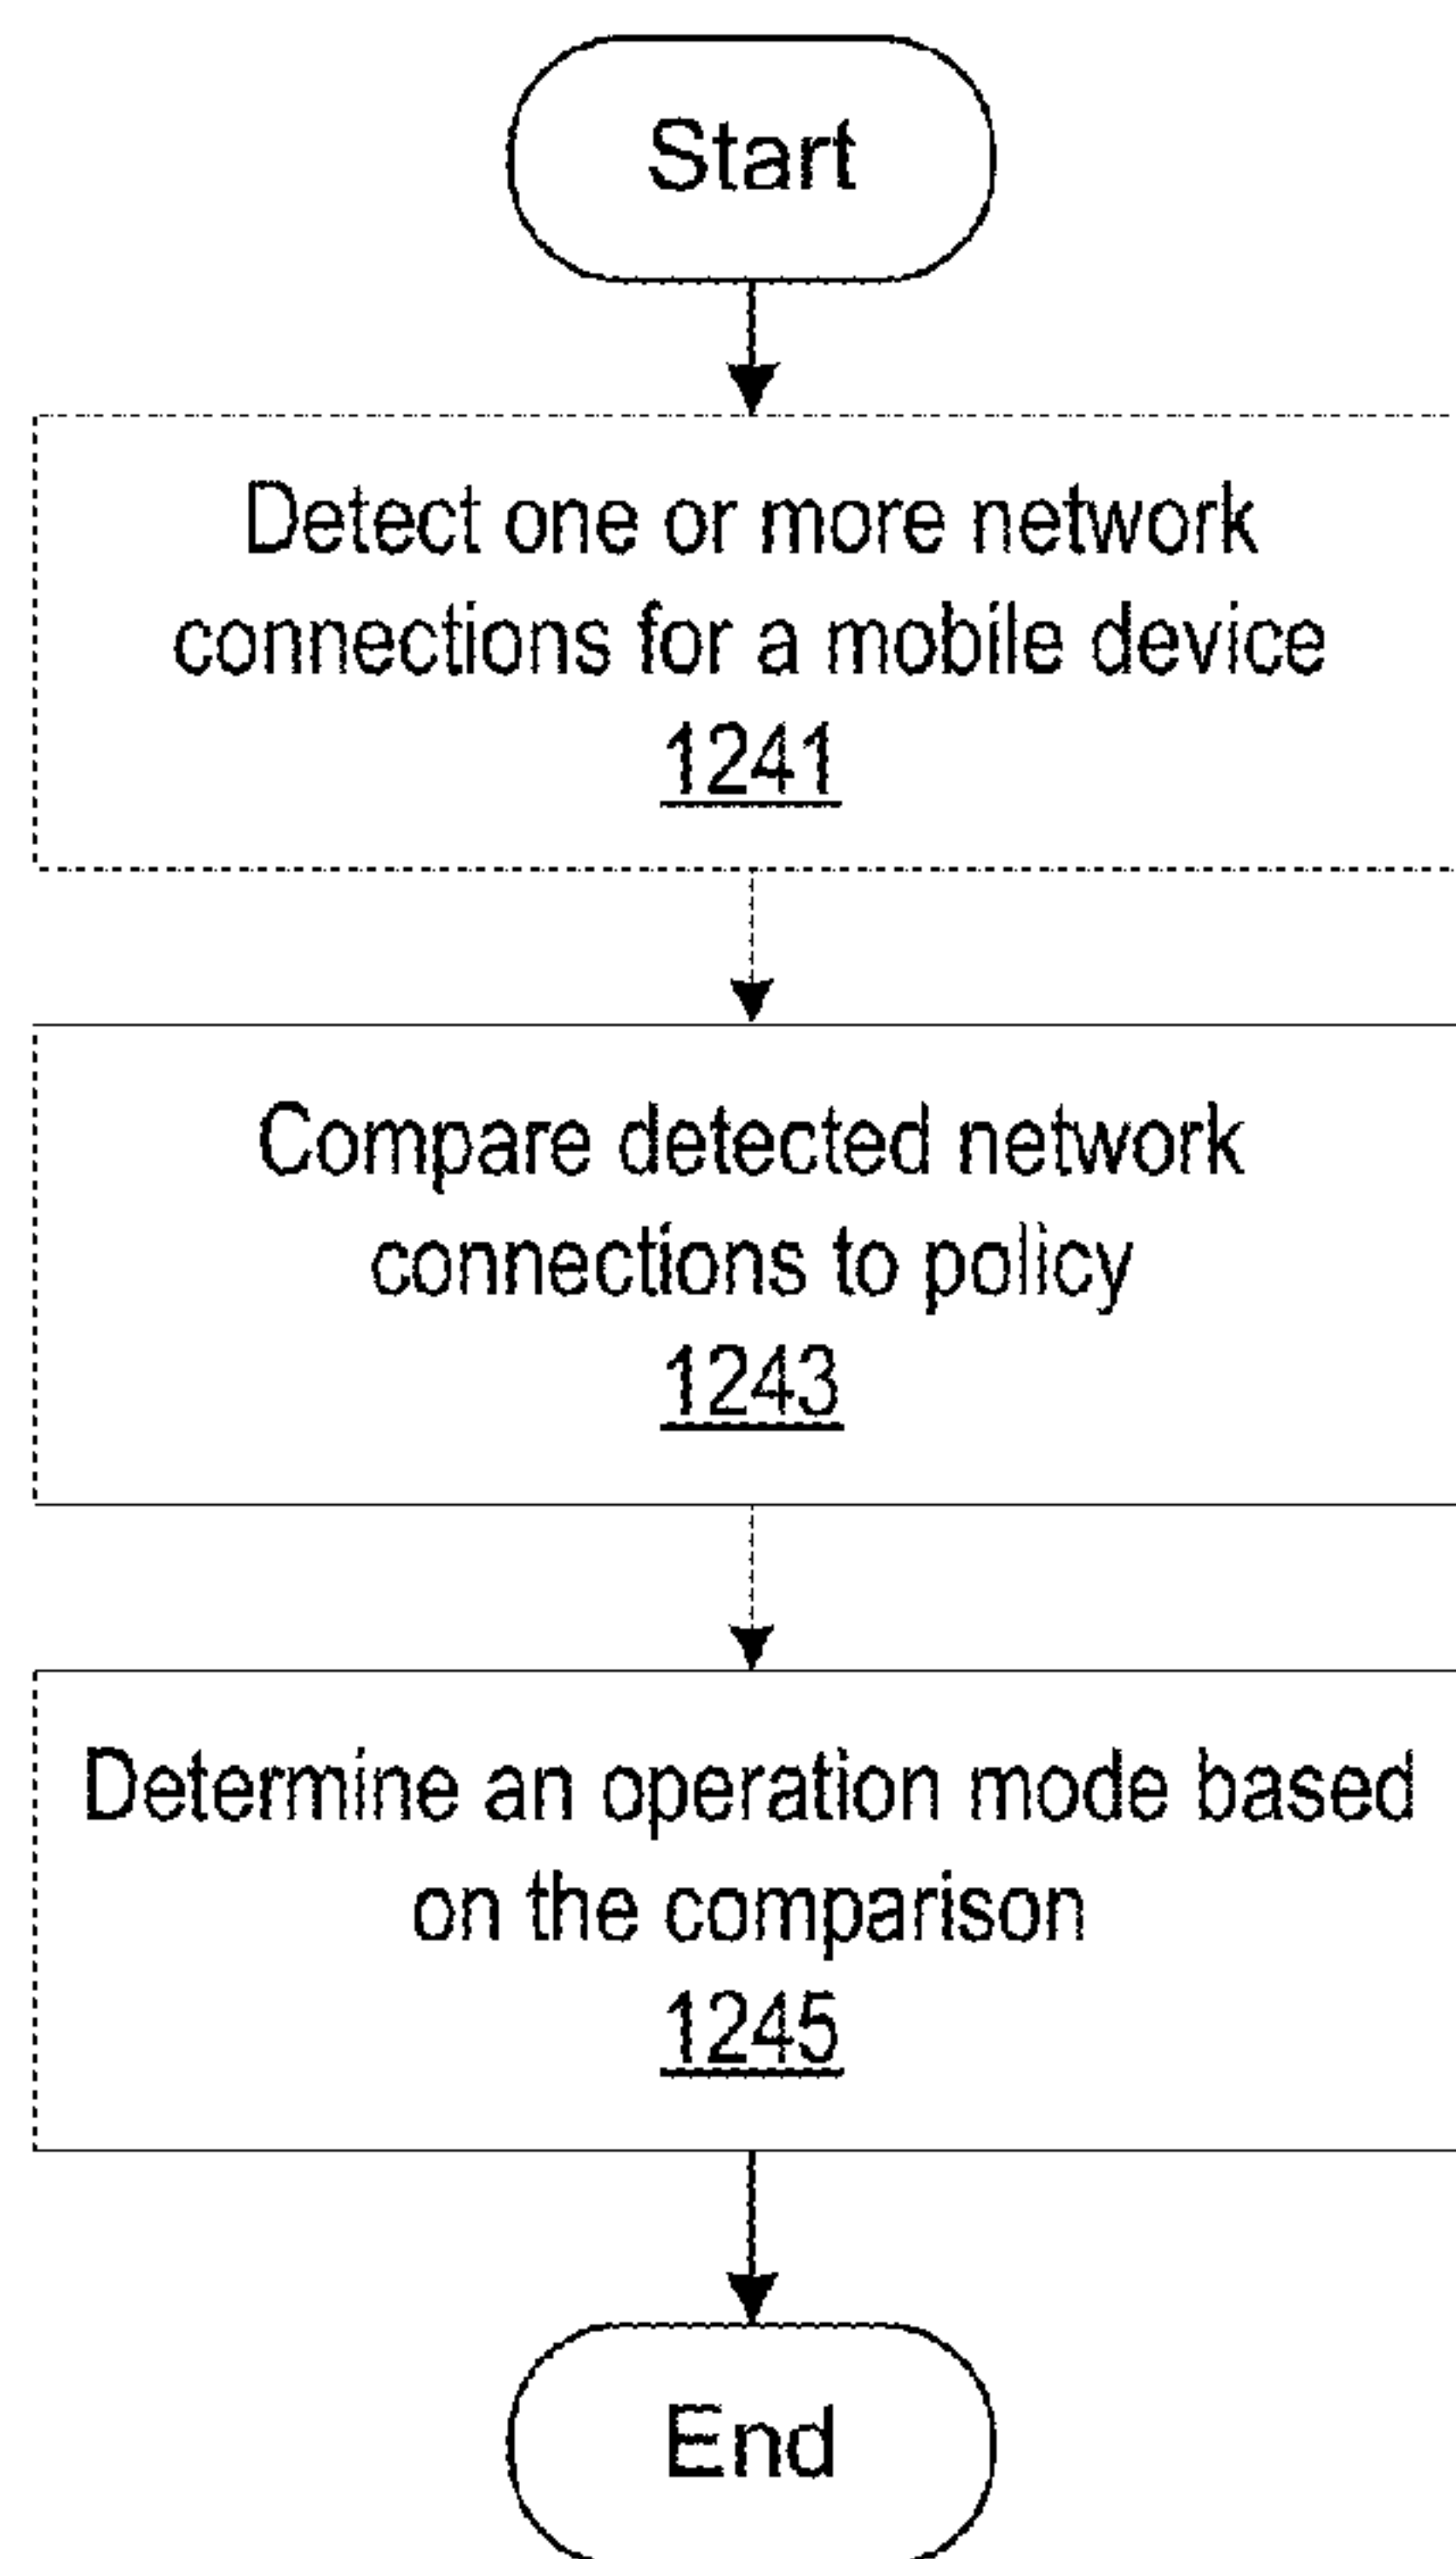 Start
Detect one or more network
connections for a mobile device
1241
Compare detected network
connections to policy
1243
Determine an operation mode based
on the comparison
1245
End